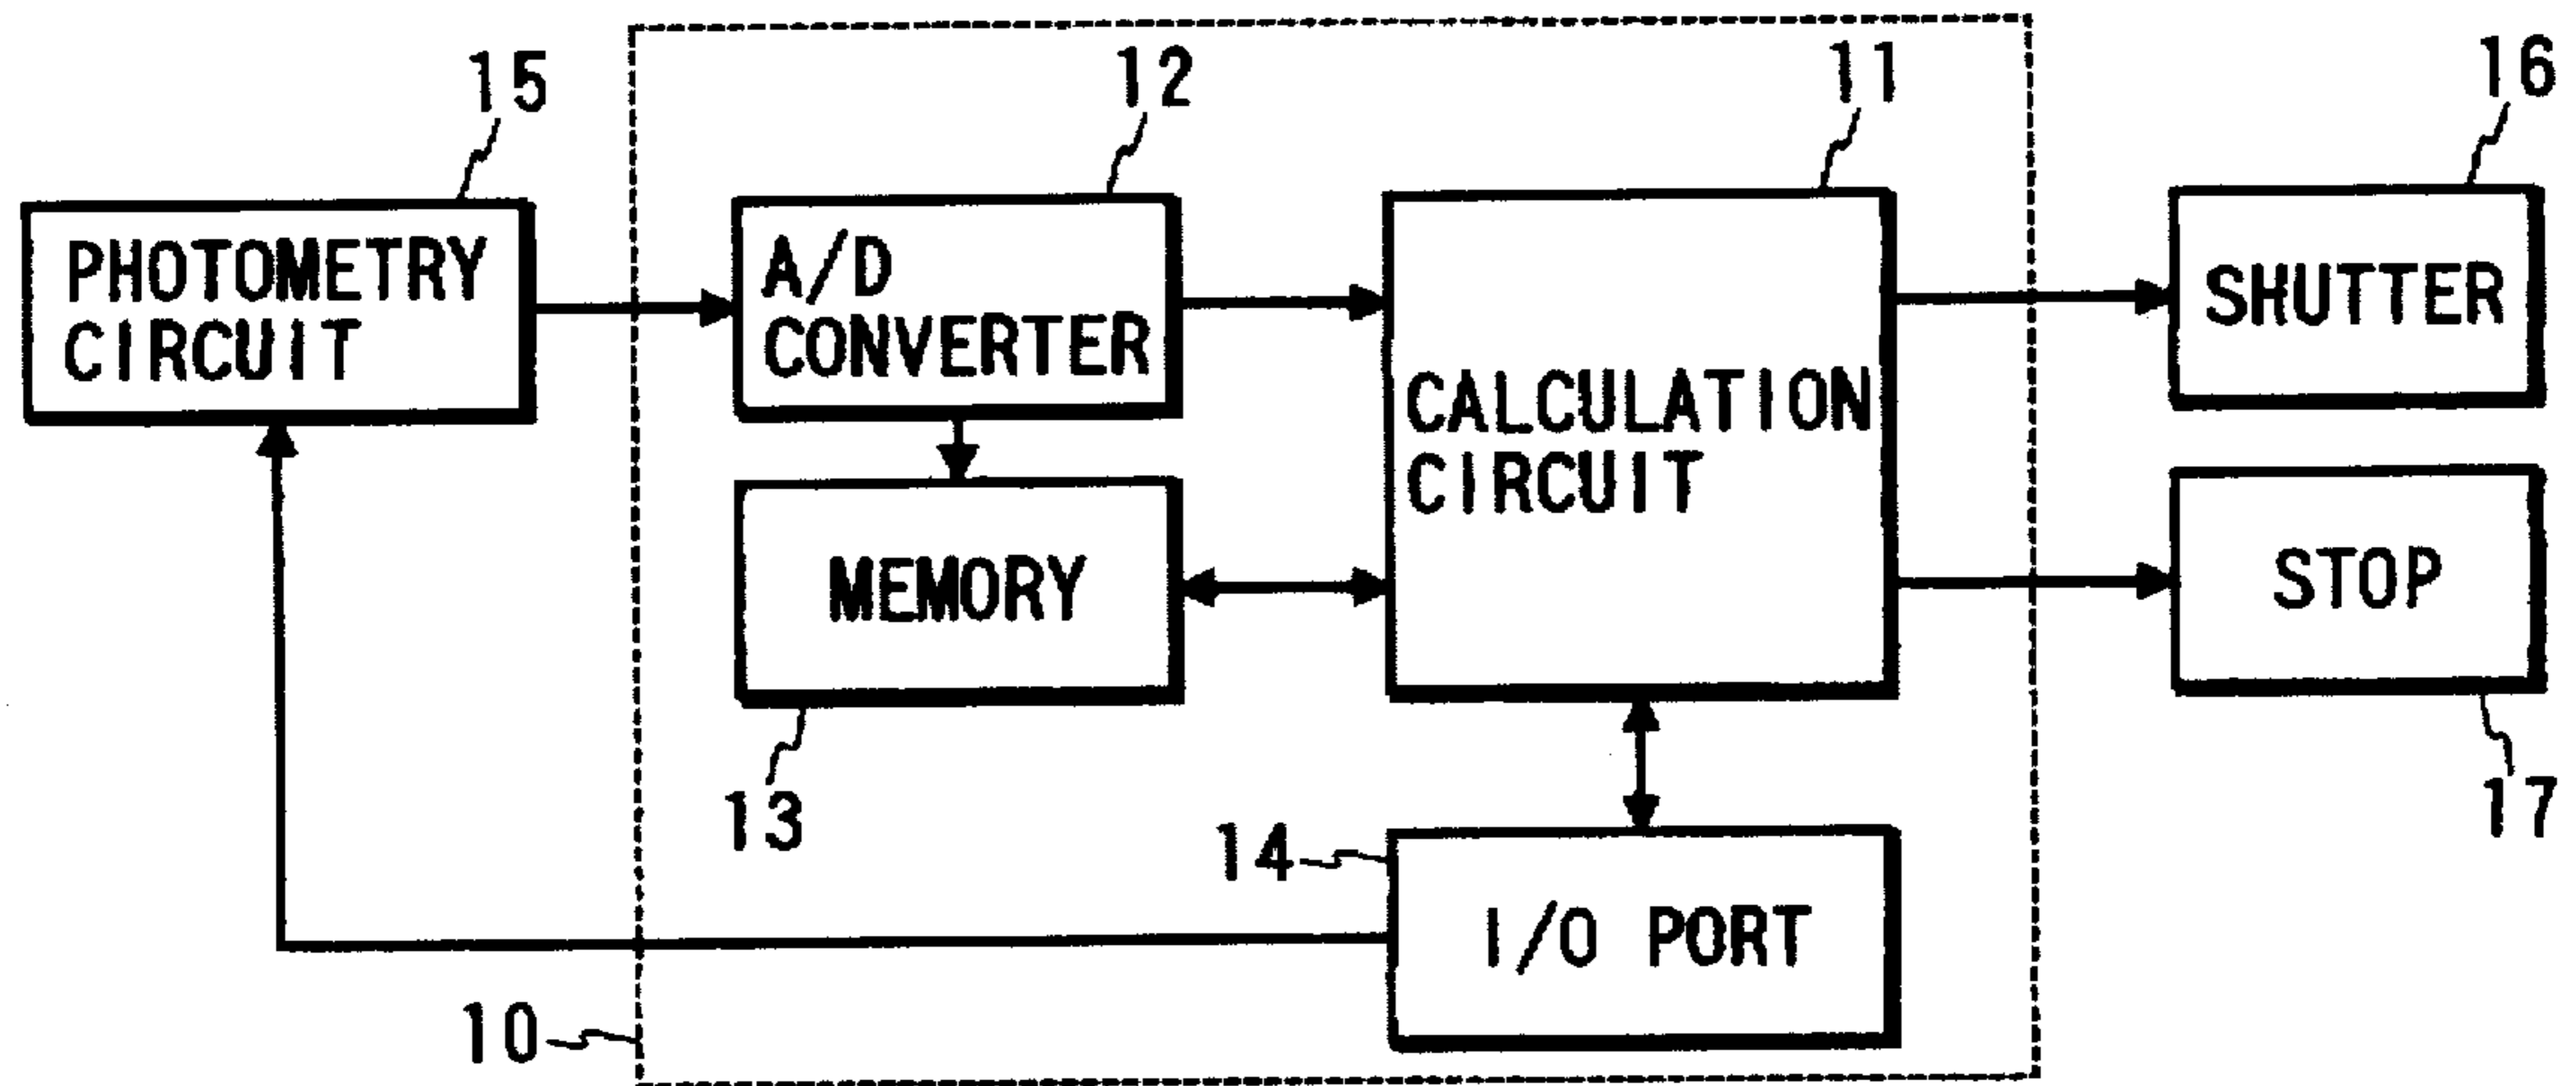 15
12
11
16
PHOTOMETRY
CIRCUIT
A/D
CONVERTER
CALCULATION
CIRCUIT
SHUTTER
MEMORY
STOP
13
14
17
I/O PORT
10